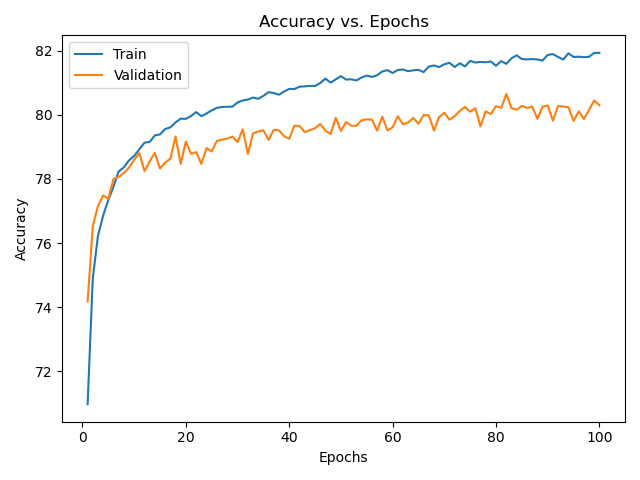 Accuracy vs. Epochs
Train
Validation
82
80
78
76
74
72
Accuracy
0 20 40 60 80 100
Epochs